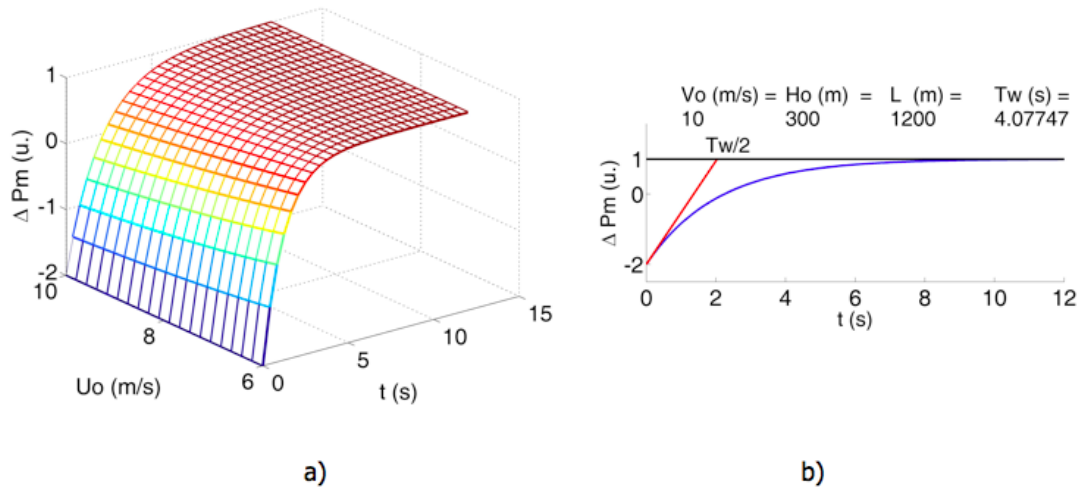 1
0
-1
-2
Δ Pm (u.)
10
8
6
Uo (m/s)
0
5
10
15
t (s)
Vo (m/s) = Ho (m) = L (m) = Tw (s) =
10 300 1200 4.07747
Tw/2
1
0
-2
Δ Pm (u.)
0 2 4 6 8 10 12
t (s)
a) b)